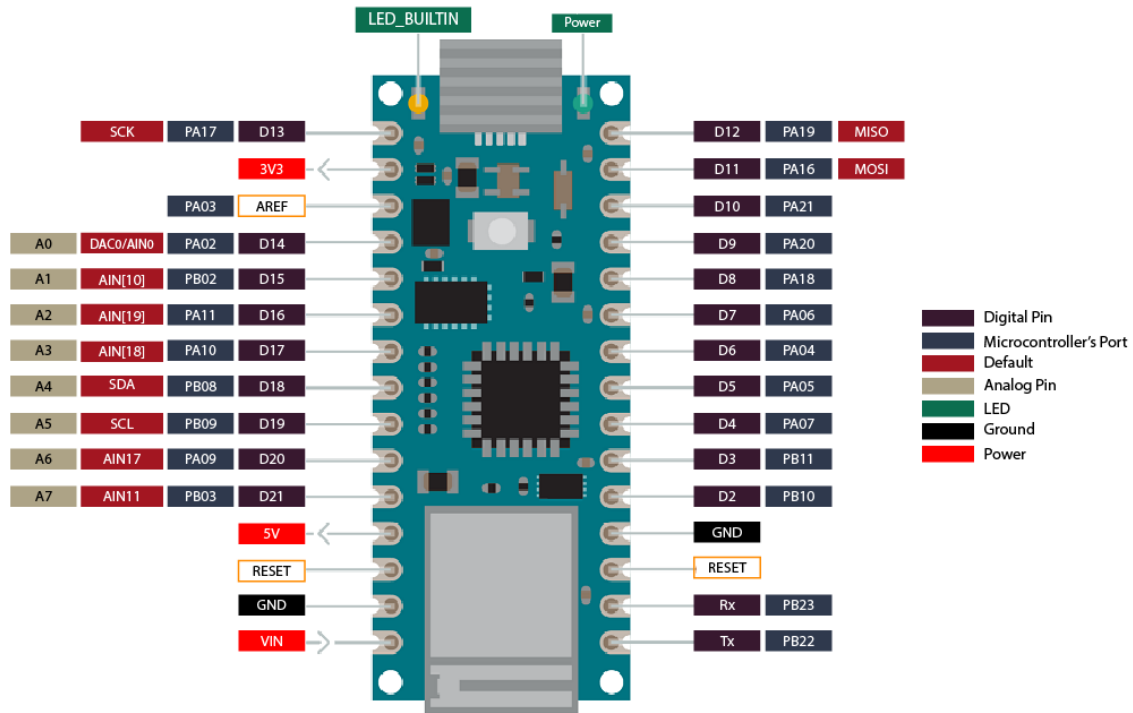 LED_BUILTIN Power
SCK PA17 D13 D12 PA19 MISO
3V3 D11 PA16 MOSI
PA03 AREF D10 PA21
A0 DAC0/AIN0 PA02 D14 D9 PA20
A1 AIN[10] PB02 D15 D8 PA18
A2 AIN[19] PA11 D16 D7 PA06
A3 AIN[18] PA10 D17 D6 PA04
A4 SDA PB08 D18 D5 PA05
A5 SCL PB09 D19 D4 PA07
A6 AIN17 PA09 D20 D3 PB11
A7 AIN11 PB03 D21 D2 PB10
5V GND
RESET RESET
GND Rx PB23
VIN Tx PB22
Digital Pin
Microcontroller's Port
Default
Analog Pin
LED
Ground
Power